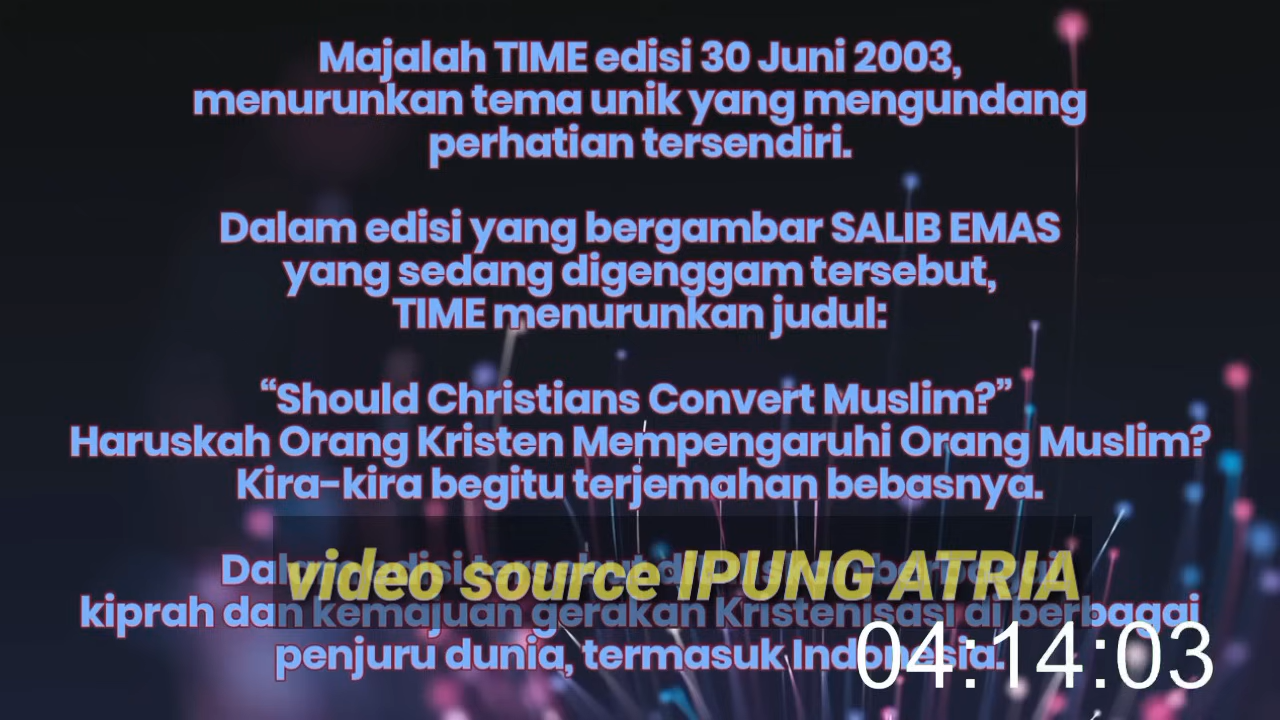 Majalah TIME edisi 30 Juni 2003,
menurunkan tema unik yang mengundang
perhatian tersendiri.
Dalam edisi yang bergambar SALIB EMAS
yang sedang digenggam tersebut,
TIME menurunkan judul:
“Should Christians Convert Muslim?”
Haruskah Orang Kristen Mempengaruhi Orang Muslim?
Kira-kira begitu terjemahan bebasnya.
video source IPUNG ATRIA
kiprah dan kemajuan gerakan Kristenisasi di berbagai
penjuru dunia, termasuk Indonesia.
04:14:03